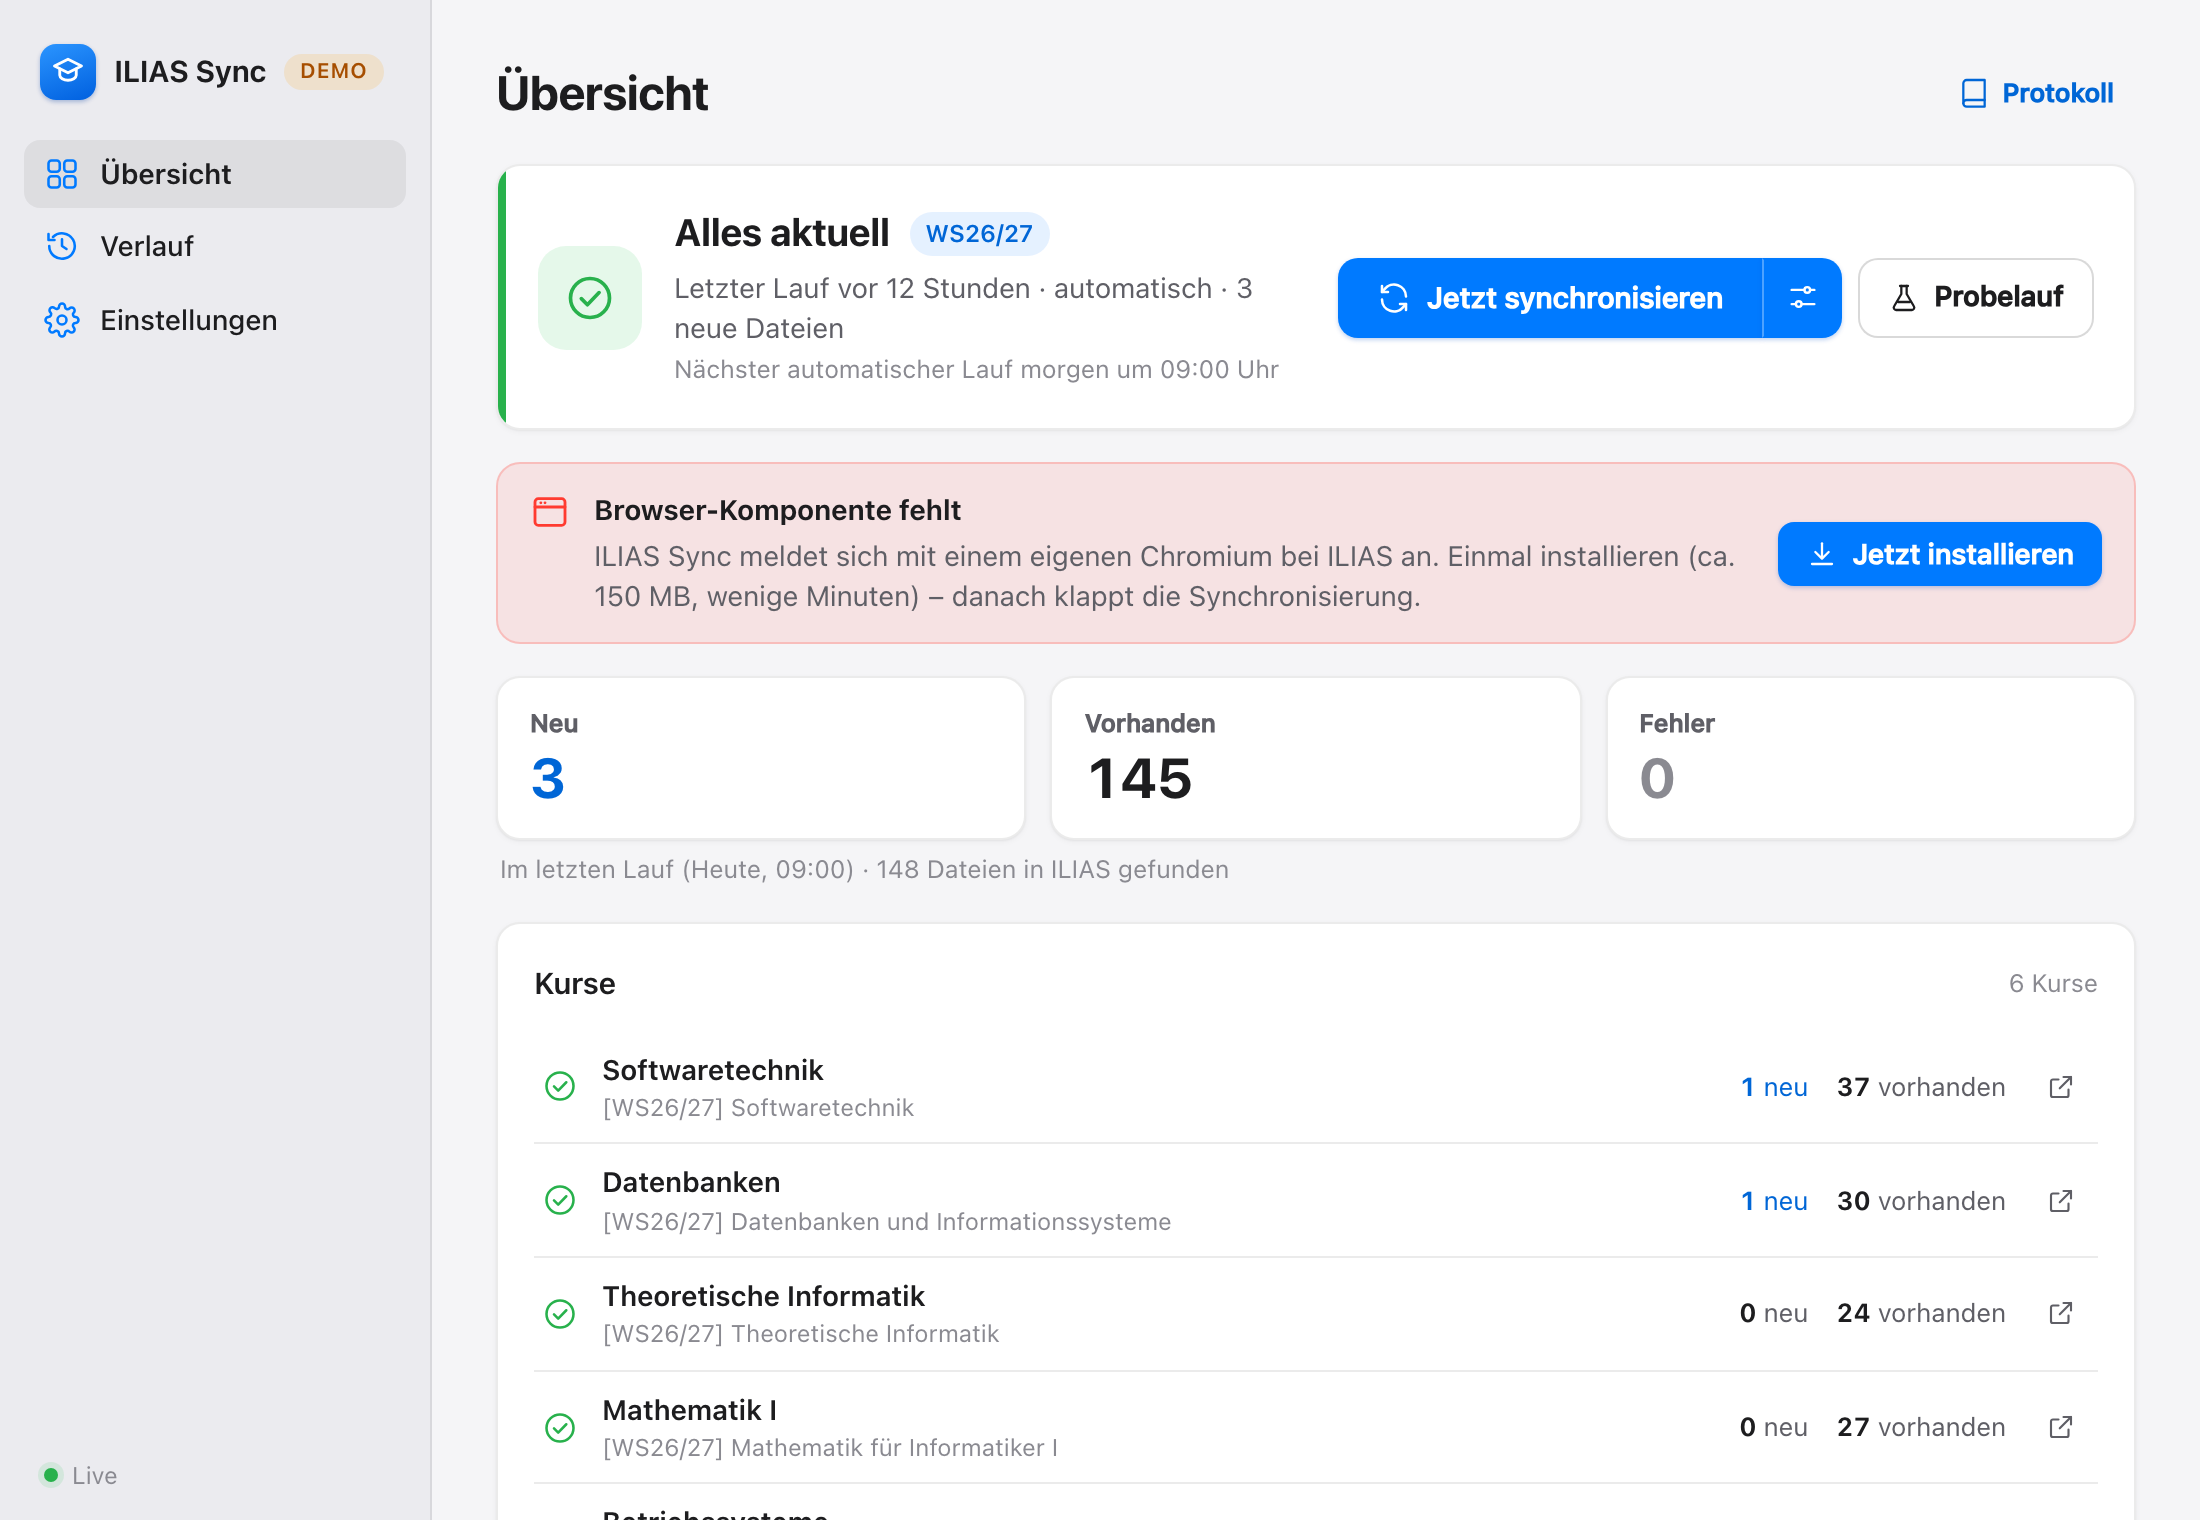 ILIAS Sync DEMO
Übersicht
Verlauf
Einstellungen
Live
Übersicht
Protokoll
Alles aktuell WS26/27
Letzter Lauf vor 12 Stunden · automatisch · 3
neue Dateien
Nächster automatischer Lauf morgen um 09:00 Uhr
Jetzt synchronisieren
Probelauf
Browser-Komponente fehlt
ILIAS Sync meldet sich mit einem eigenen Chromium bei ILIAS an. Einmal installieren (ca.
150 MB, wenige Minuten) – danach klappt die Synchronisierung.
Jetzt installieren
Neu
3
Vorhanden
145
Fehler
0
Im letzten Lauf (Heute, 09:00) · 148 Dateien in ILIAS gefunden
Kurse
6 Kurse
Softwaretechnik
[WS26/27] Softwaretechnik
1 neu 37 vorhanden
Datenbanken
[WS26/27] Datenbanken und Informationssysteme
1 neu 30 vorhanden
Theoretische Informatik
[WS26/27] Theoretische Informatik
0 neu 24 vorhanden
Mathematik I
[WS26/27] Mathematik für Informatiker I
0 neu 27 vorhanden
Betriebssysteme